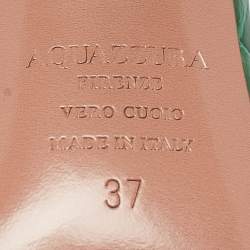 AQUAZZURA
FIRENZE
VERO CUOIO
MADE IN ITALY
37